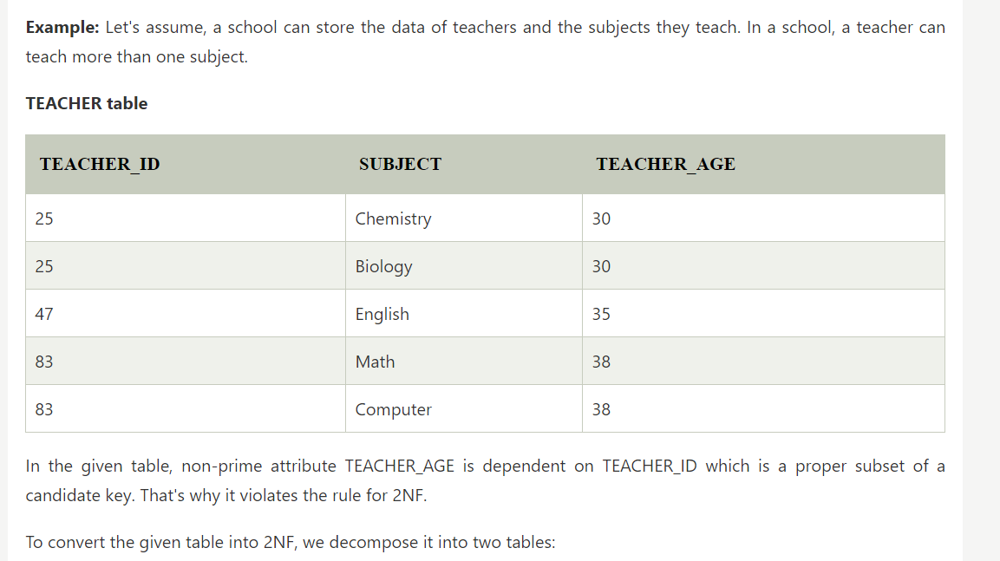 Example: Let's assume, a school can store the data of teachers and the subjects they teach. In a school, a teacher can
teach more than one subject.
TEACHER table
TEACHER_ID SUBJECT TEACHER_AGE
25 Chemistry 30
25 Biology 30
47 English 35
83 Math 38
83 Computer 38
In the given table, non-prime attribute TEACHER_AGE is dependent on TEACHER_ID which is a proper subset of a
candidate key. That's why it violates the rule for 2NF.
To convert the given table into 2NF, we decompose it into two tables: